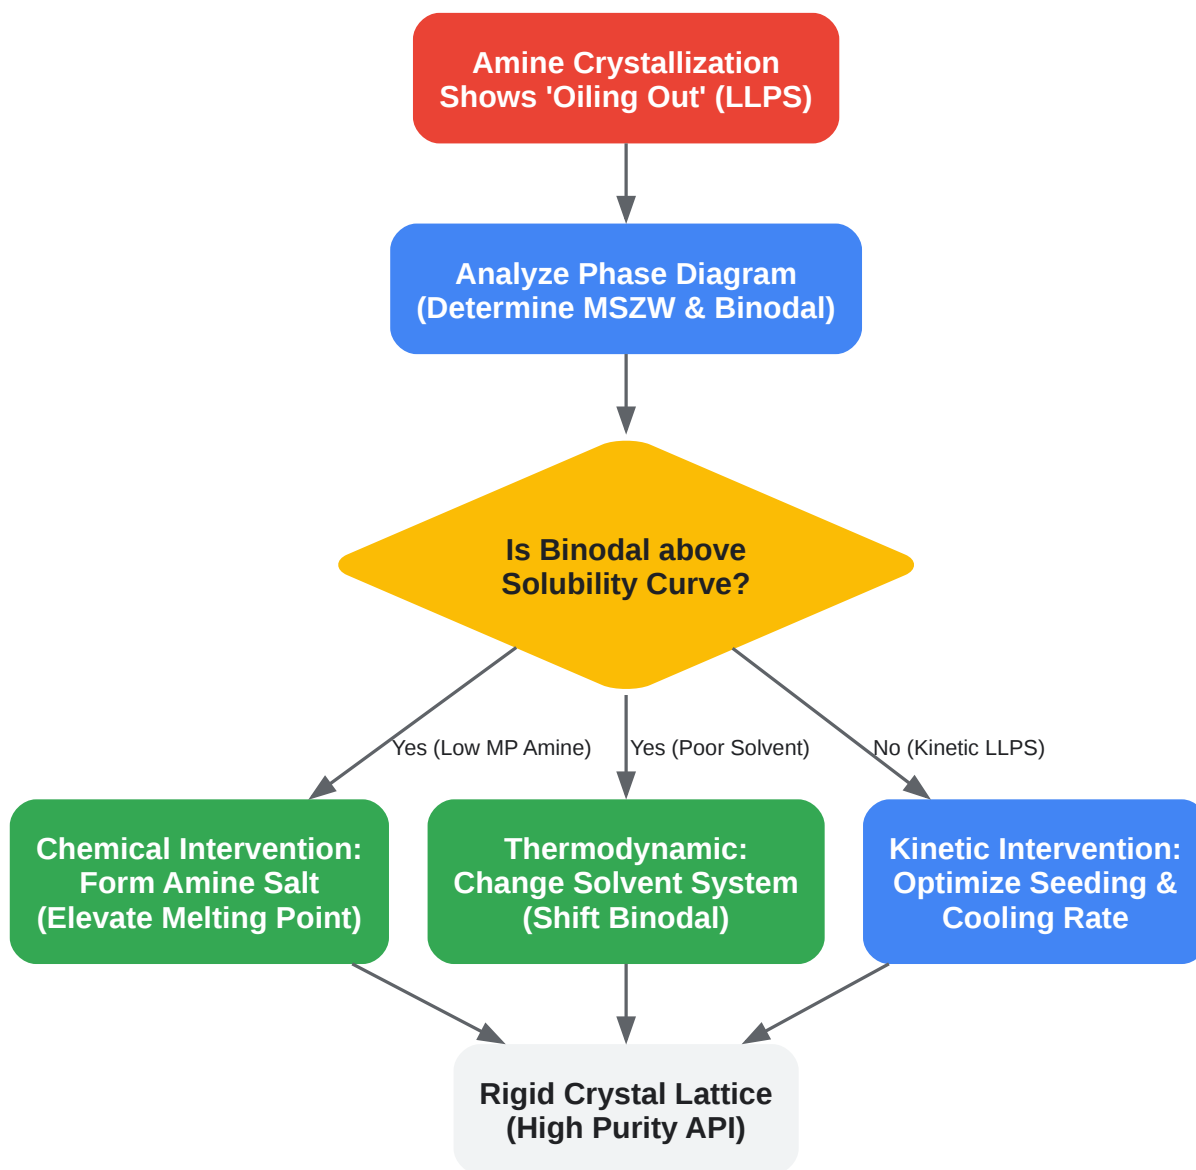 Amine Crystallization
Shows 'Oiling Out' (LLPS)
Analyze Phase Diagram
(Determine MSZW & Binodal)
Is Binodal above
Solubility Curve?
Yes (Low MP Amine)
Yes (Poor Solvent)
No (Kinetic LLPS)
Chemical Intervention:
Form Amine Salt
(Elevate Melting Point)
Thermodynamic:
Change Solvent System
(Shift Binodal)
Kinetic Intervention:
Optimize Seeding &
Cooling Rate
Rigid Crystal Lattice
(High Purity API)